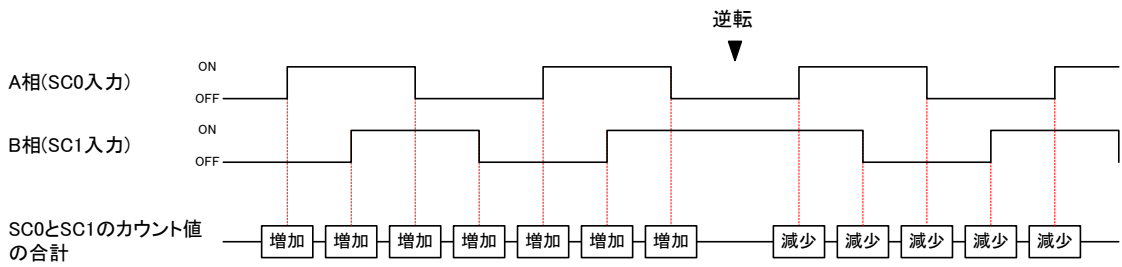 逆転
A相(SC0入力)
ON
OFF
B相(SC1入力)
ON
OFF
SC0とSC1のカウント値
の合計
増加 増加 増加 増加 増加 増加 増加 減少 減少 減少 減少 減少